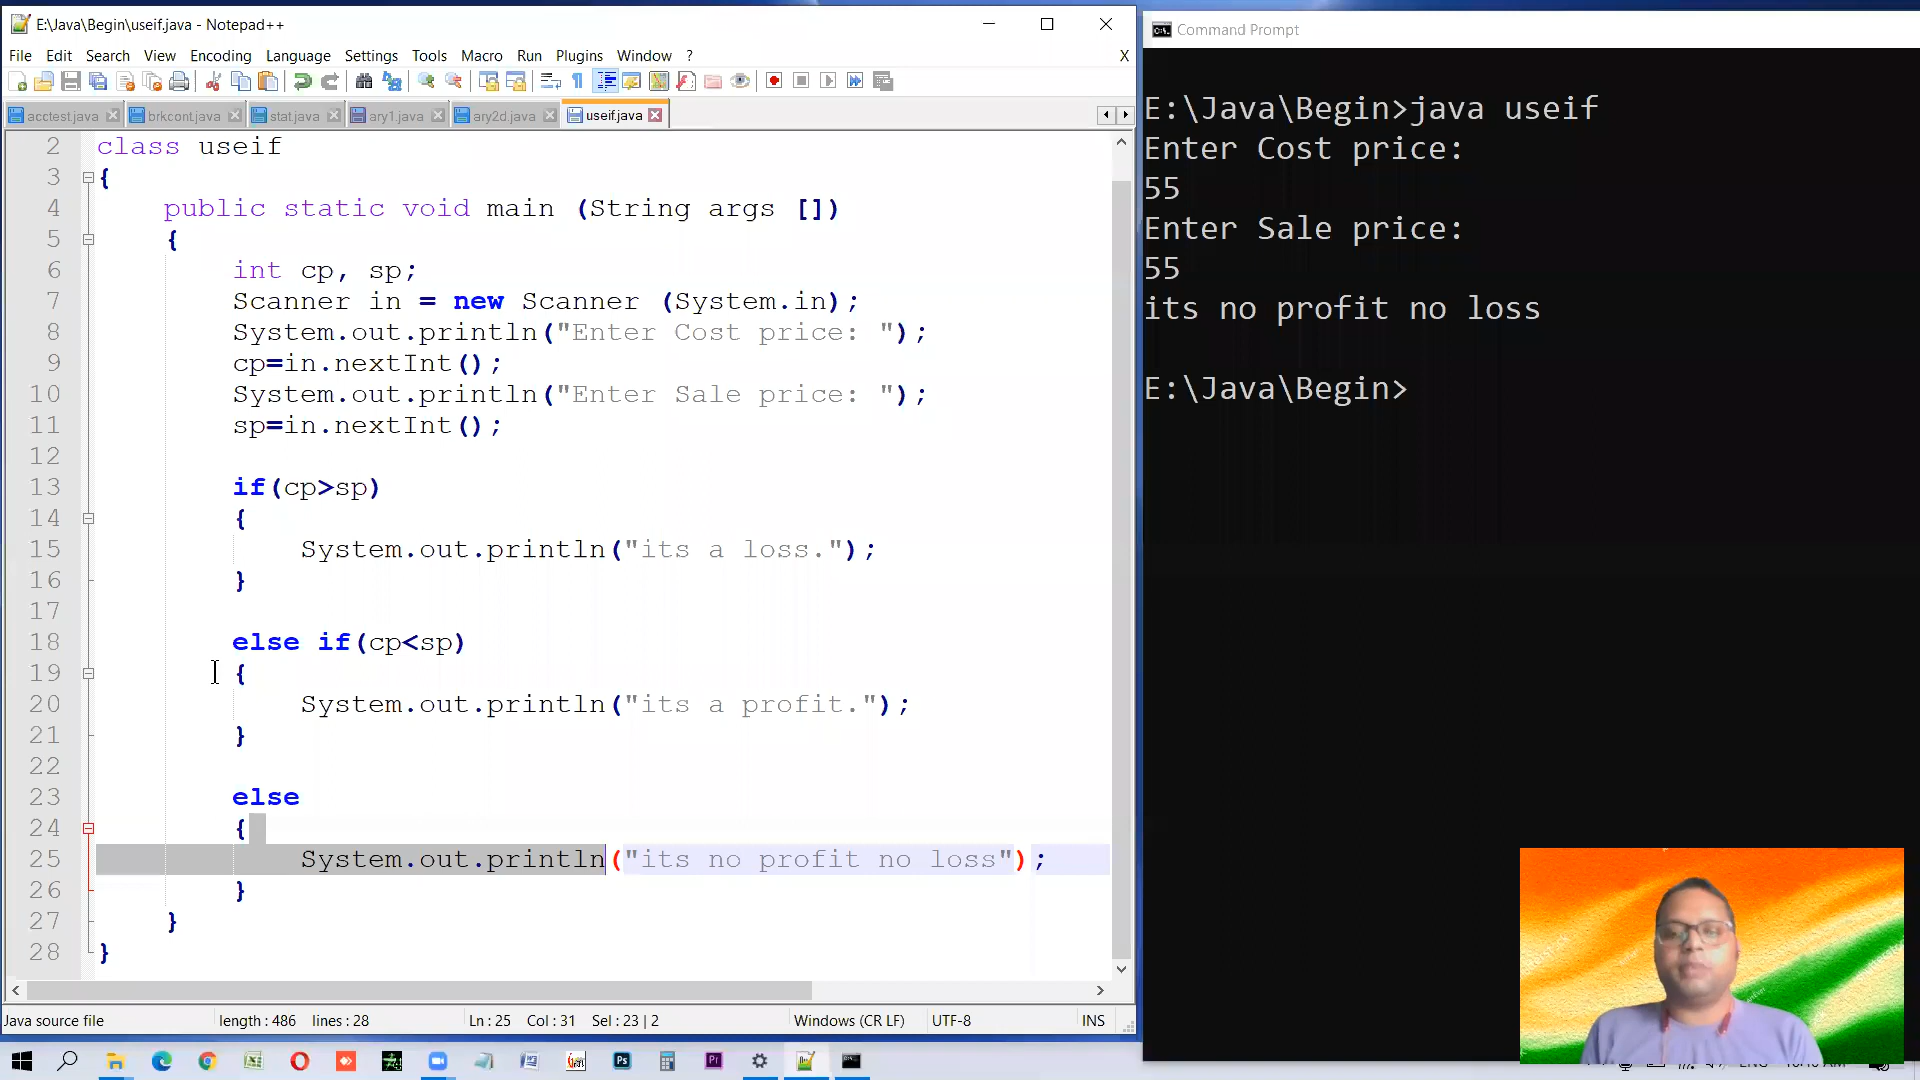 E:\Java\Begin\useif.java - Notepad++
File Edit Search View Encoding Language Settings Tools Macro Run Plugins Window ? X
acctest.java brkcont.java stat.java ary1.java ary2d.java useif.java
2 class useif
3 {
4 public static void main (String args [])
5 {
6 int cp, sp;
7 Scanner in = new Scanner (System.in);
8 System.out.println("Enter Cost price: ");
9 cp=in.nextInt();
10 System.out.println("Enter Sale price: ");
11 sp=in.nextInt();
12
13 if(cp>sp)
14 {
15 System.out.println("its a loss.");
16 }
17
18 else if(cp<sp)
19 {
20 System.out.println("its a profit.");
21 }
22
23 else
24 {
25 System.out.println("its no profit no loss");
26 }
27 }
28 }
Java source file length : 486 lines : 28 Ln : 25 Col : 31 Sel : 23 | 2 Windows (CR LF) UTF-8 INS
Command Prompt
E:\Java\Begin>java useif
Enter Cost price:
55
Enter Sale price:
55
its no profit no loss
E:\Java\Begin>